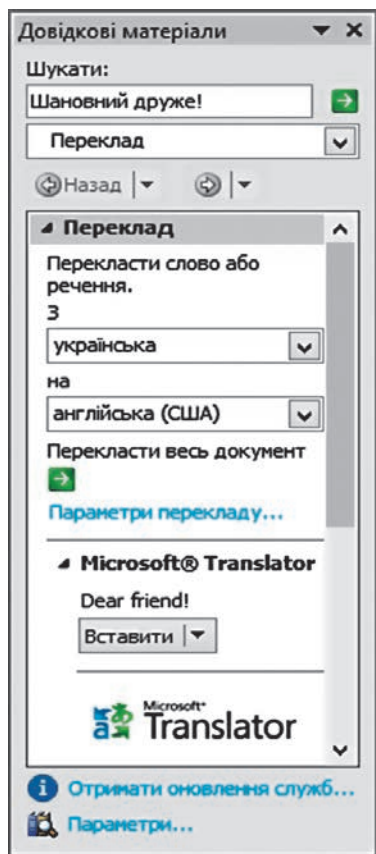 Довідкові матеріали
Шукати:
Шановний друже!
Переклад
Назад
Переклад
Перекласти слово або
речення.
З
українська
на
англійська (США)
Перекласти весь документ
Параметри перекладу...
Microsoft® Translator
Dear friend!
Вставити
Microsoft®
Translator
Отримати оновлення служб...
Параметри...